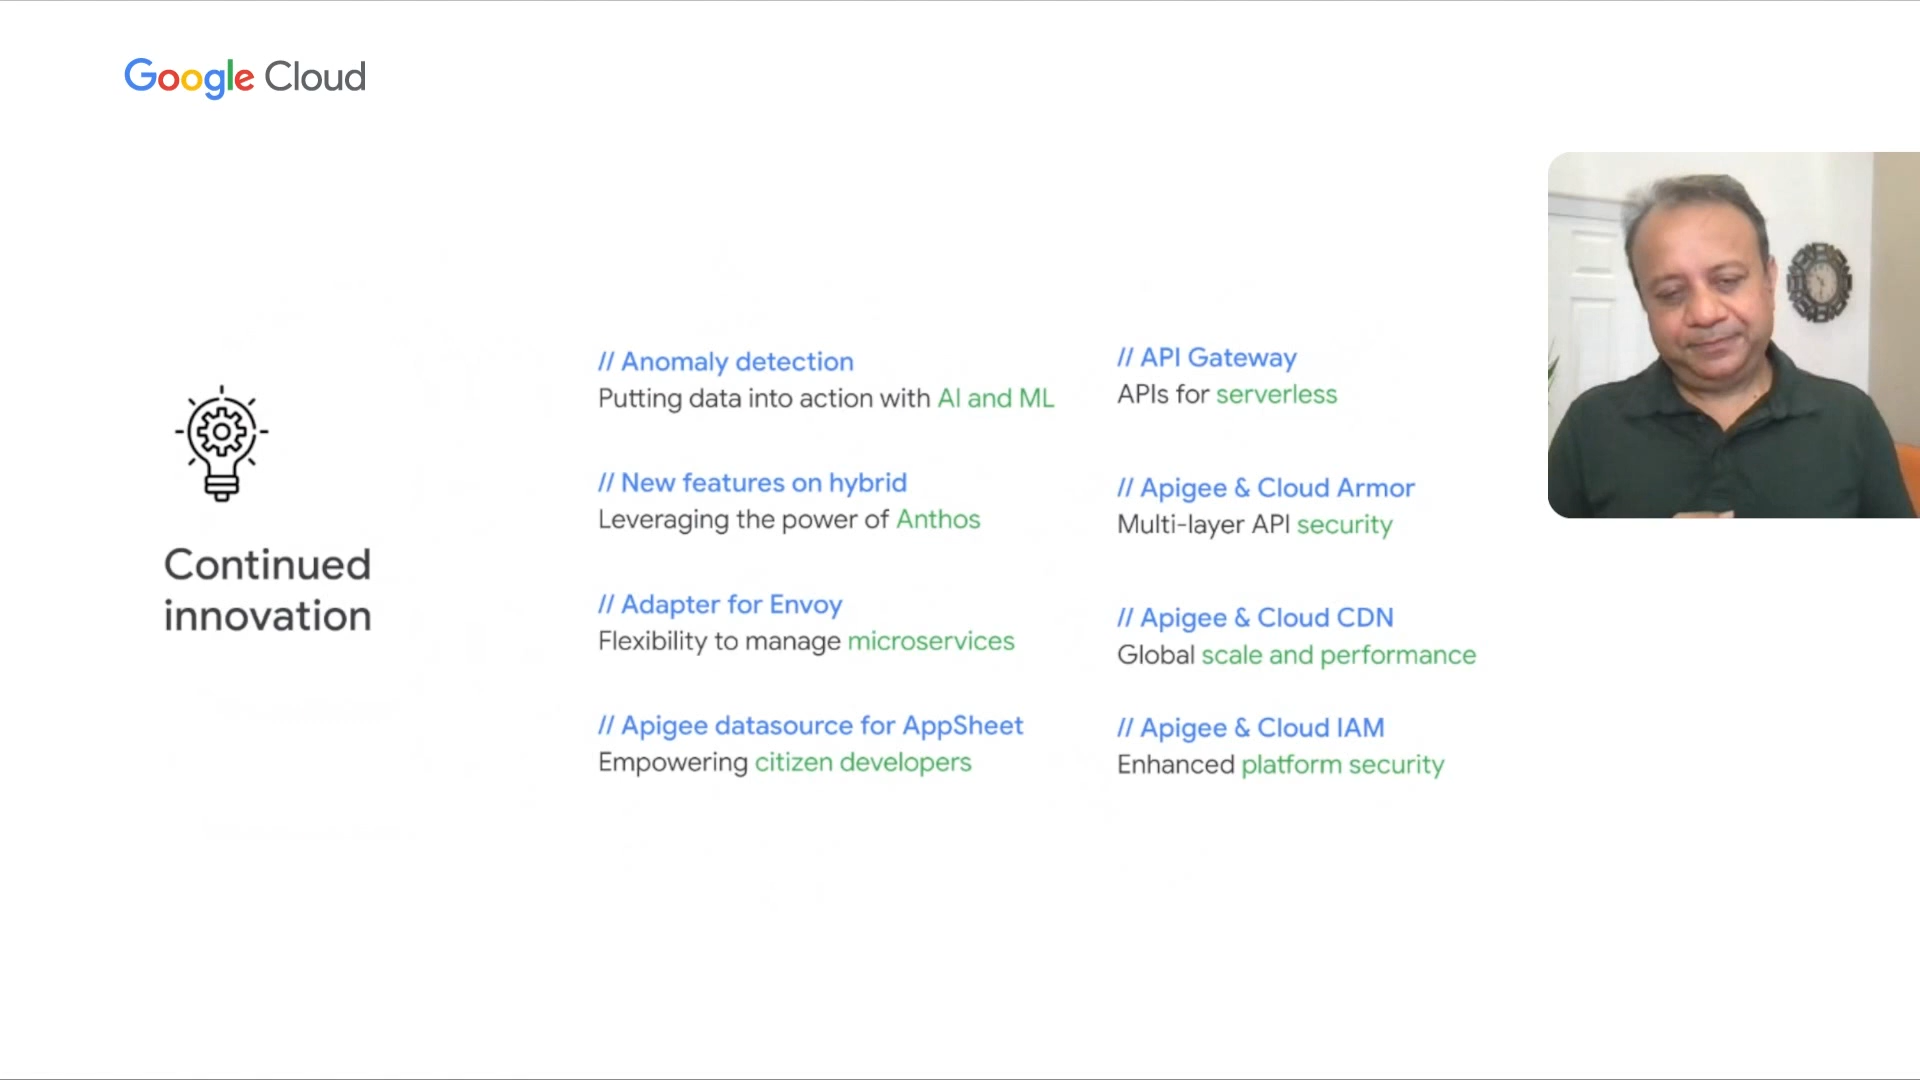 Google Cloud
Continued
innovation
// Anomaly detection
Putting data into action with AI and ML
// New features on hybrid
Leveraging the power of Anthos
// Adapter for Envoy
Flexibility to manage microservices
// Apigee datasource for AppSheet
Empowering citizen developers
// API Gateway
APIs for serverless
// Apigee & Cloud Armor
Multi-layer API security
// Apigee & Cloud CDN
Global scale and performance
// Apigee & Cloud IAM
Enhanced platform security